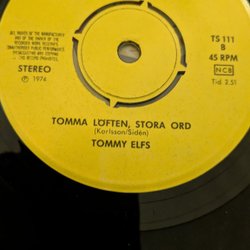 ALL RIGHTS OF THE MANUFACTURER
AND OF THE OWNER OF THE
RECORDED WORK RESERVED
UNAUTHORIZED PUBLIC PERFORMANCE
BROADCASTING AND COPYING OF
THE RECORD PROHIBITED.
STEREO
℗ 1974
TS 111
B
45 RPM
NCB
Tid 2.51
TOMMA LÖFTEN, STORA ORD
(Karlsson/Sidén)
TOMMY ELFS